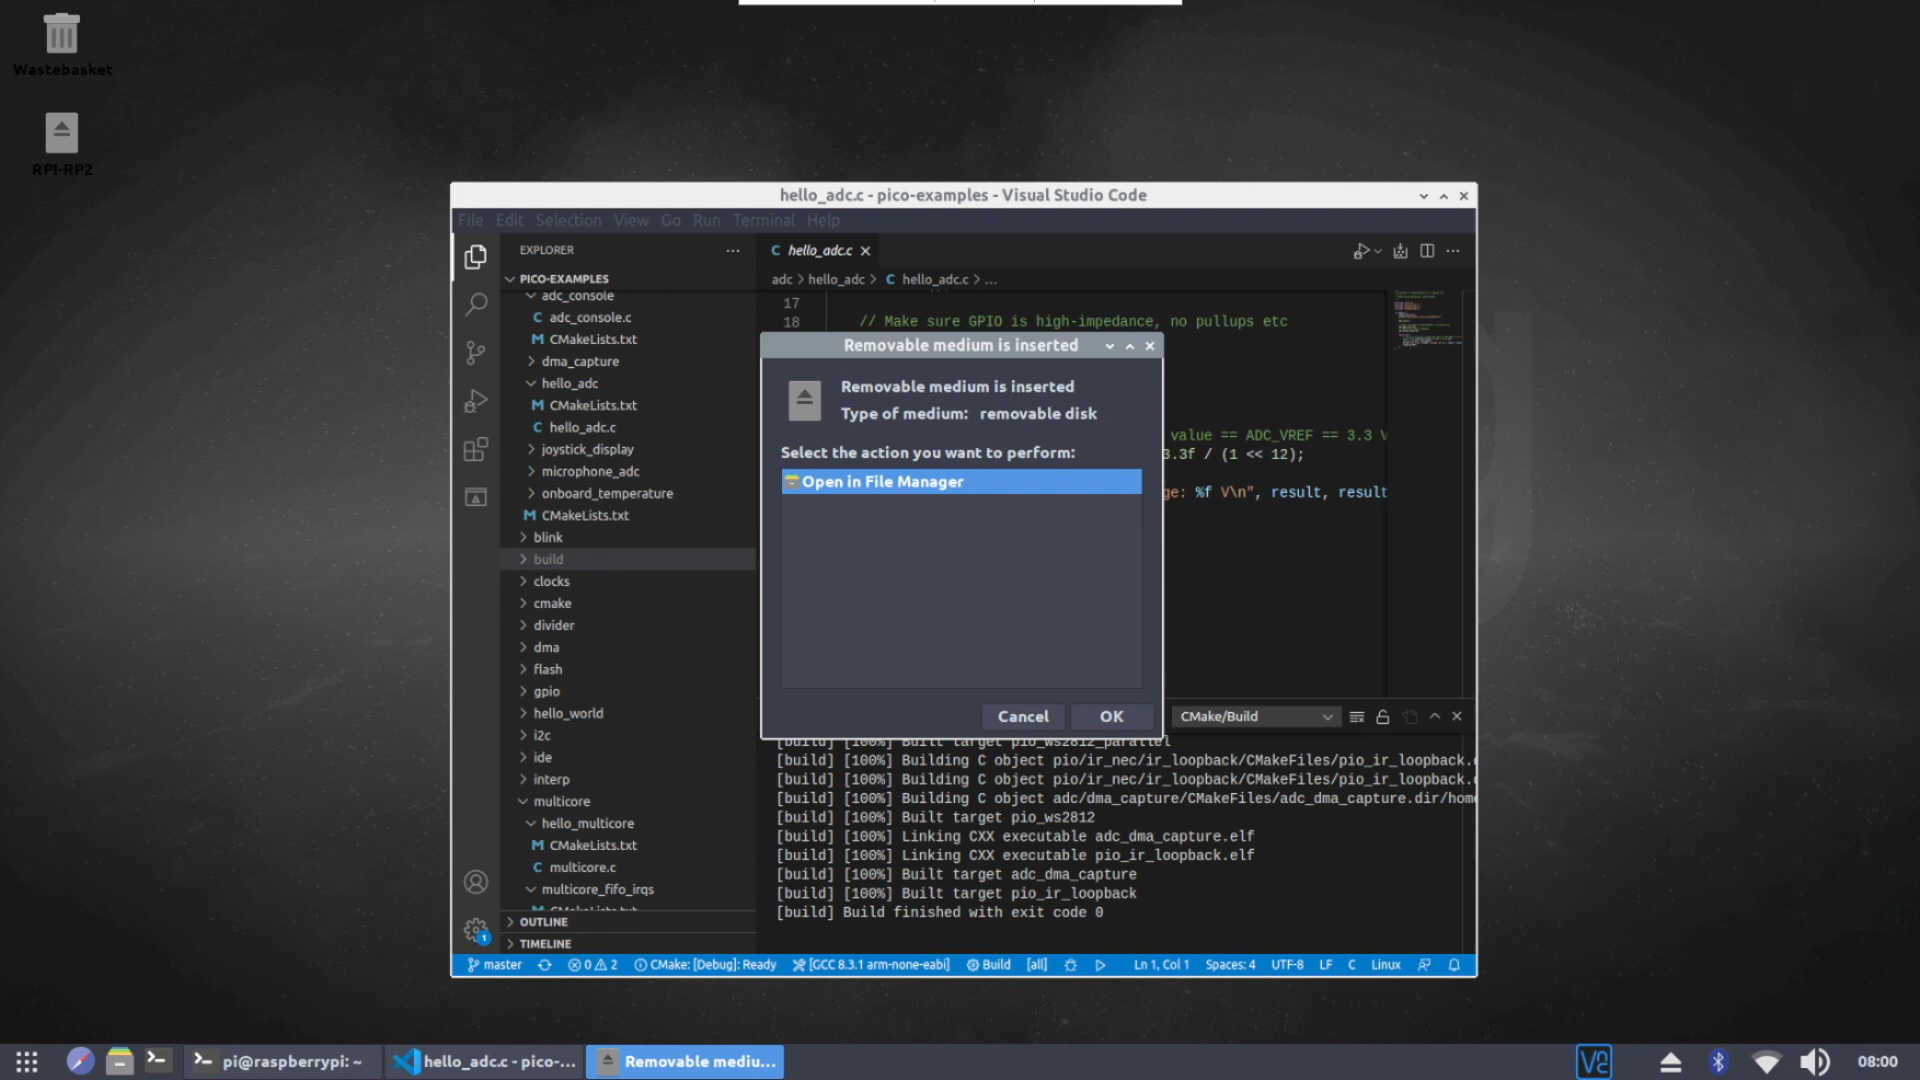 Wastebasket
RPI-RP2
hello_adc.c - pico-examples - Visual Studio Code
File Edit Selection View Go Run Terminal Help
EXPLORER
PICO-EXAMPLES
adc_console
C adc_console.c
M CMakeLists.txt
dma_capture
hello_adc
M CMakeLists.txt
C hello_adc.c
joystick_display
microphone_adc
onboard_temperature
M CMakeLists.txt
blink
build
clocks
cmake
divider
dma
flash
gpio
hello_world
i2c
ide
interp
multicore
hello_multicore
M CMakeLists.txt
C multicore.c
multicore_fifo_irqs
OUTLINE
TIMELINE
C hello_adc.c
adc > hello_adc > C hello_adc.c > ...
17
18 // Make sure GPIO is high-impedance, no pullups etc
value == ADC_VREF == 3.3 V
3.3f / (1 << 12);
ge: %f V\n", result, result
Removable medium is inserted
Removable medium is inserted
Type of medium: removable disk
Select the action you want to perform:
Open in File Manager
Cancel OK
CMake/Build
[build] [100%] Built target pio_ws2812_parallel
[build] [100%] Building C object pio/ir_nec/ir_loopback/CMakeFiles/pio_ir_loopback.
[build] [100%] Building C object pio/ir_nec/ir_loopback/CMakeFiles/pio_ir_loopback.
[build] [100%] Building C object adc/dma_capture/CMakeFiles/adc_dma_capture.dir/home
[build] [100%] Built target pio_ws2812
[build] [100%] Linking CXX executable adc_dma_capture.elf
[build] [100%] Linking CXX executable pio_ir_loopback.elf
[build] [100%] Built target adc_dma_capture
[build] [100%] Built target pio_ir_loopback
[build] Build finished with exit code 0
master 0 2 CMake: [Debug]: Ready [GCC 8.3.1 arm-none-eabi] Build [all] Ln 1, Col 1 Spaces: 4 UTF-8 LF C Linux
1
pi@raspberrypi: ~ hello_adc.c - pico-... Removable mediu... 08:00